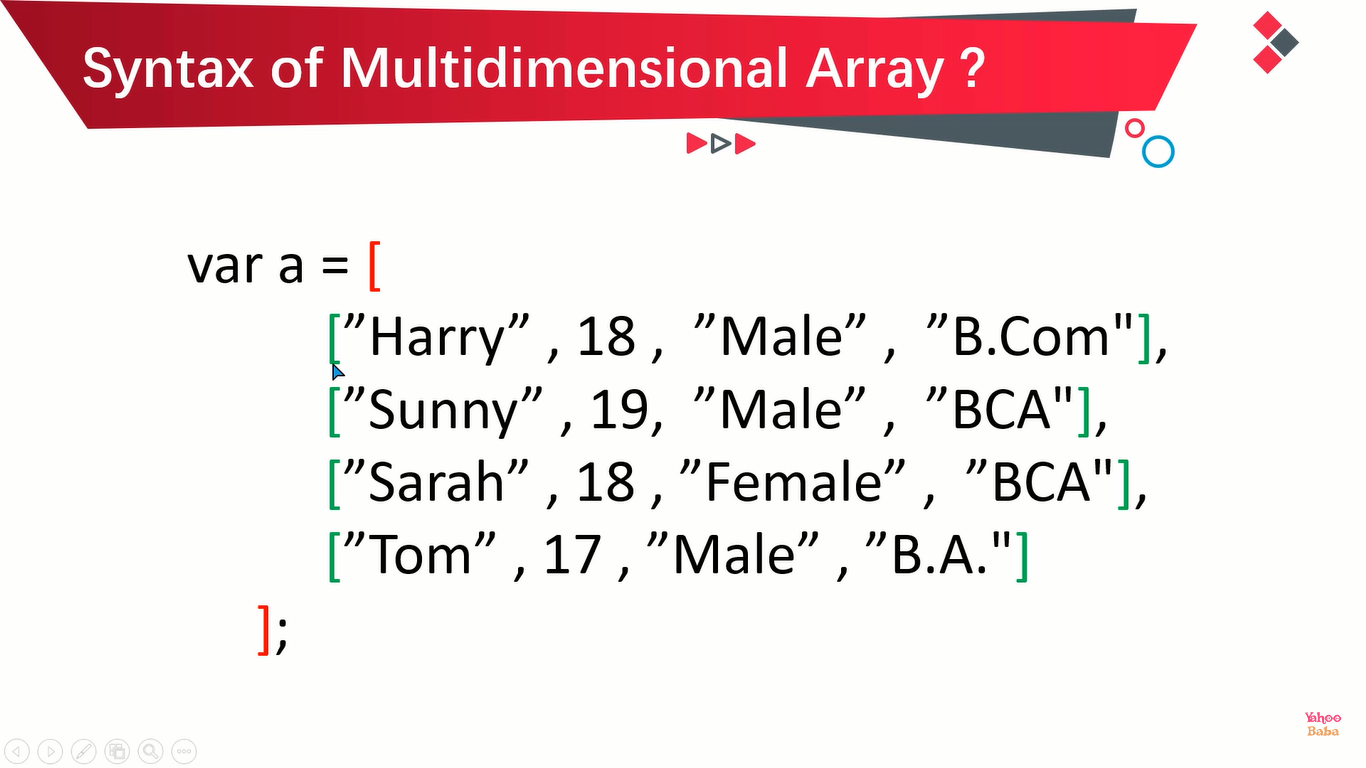 Syntax of Multidimensional Array ?
var a = [
[”Harry” , 18 ,  ”Male” ,  ”B.Com"],
[”Sunny” , 19,  ”Male” ,  ”BCA"],
[”Sarah” , 18 , ”Female” ,  ”BCA"],
[”Tom” , 17 , ”Male” , ”B.A."]
];
Yahoo
Baba